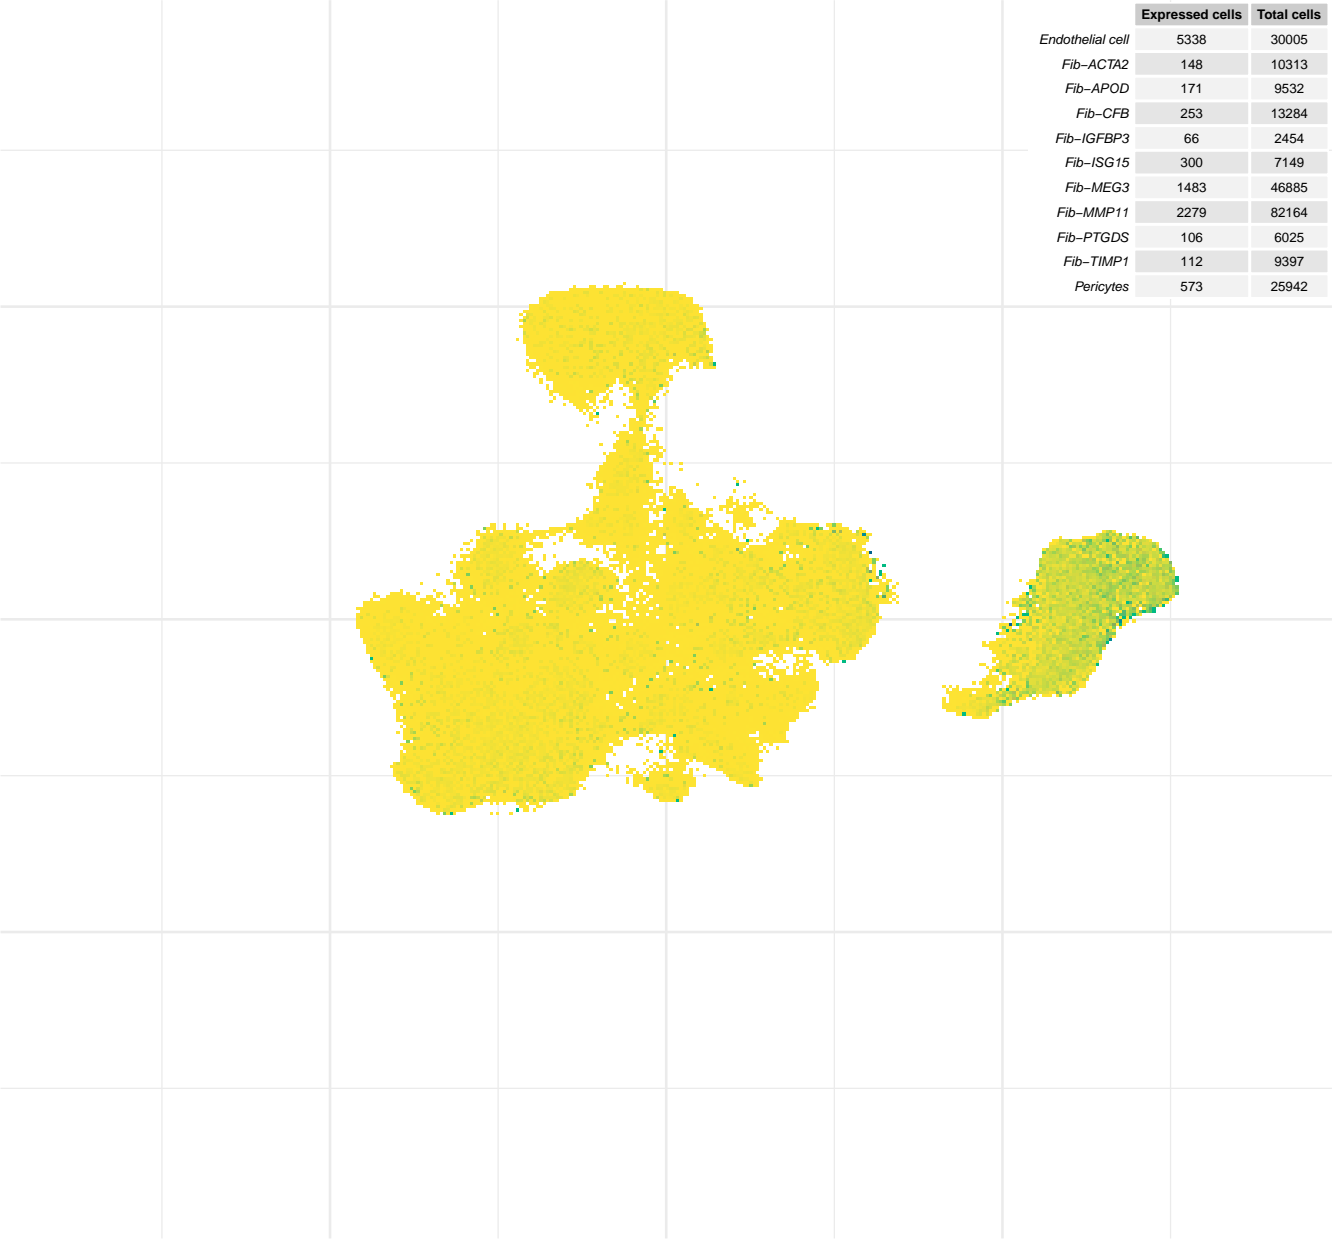 Expressed cells Total cells
Endothelial cell 5338 30005
Fib−ACTA2 148 10313
Fib−APOD 171 9532
Fib−CFB 253 13284
Fib−IGFBP3 66 2454
Fib−ISG15 300 7149
Fib−MEG3 1483 46885
Fib−MMP11 2279 82164
Fib−PTGDS 106 6025
Fib−TIMP1 112 9397
Pericytes 573 25942